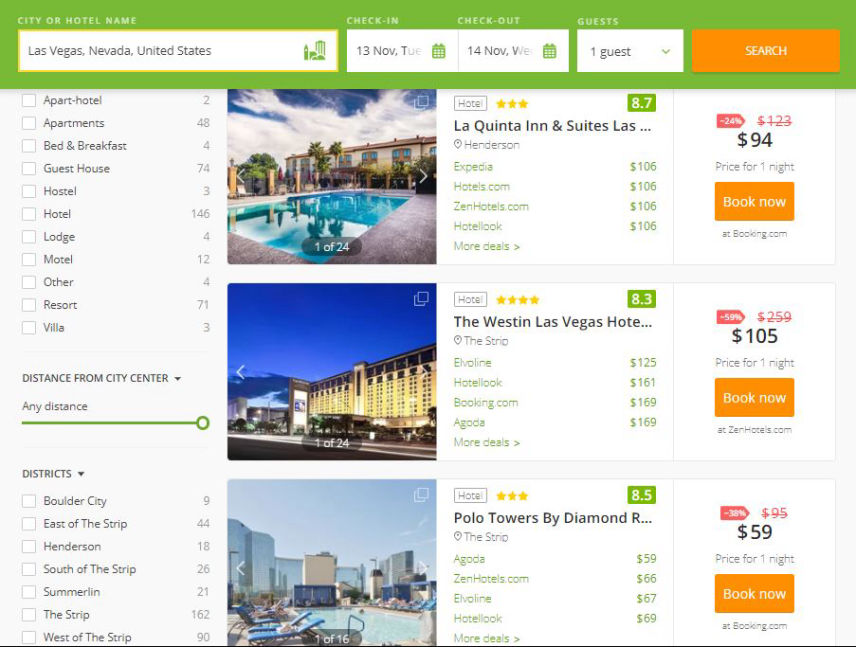 CITY OR HOTEL NAME
CHECK-IN
CHECK-OUT
GUESTS
Las Vegas, Nevada, United States
13 Nov, Tue
14 Nov, We
1 guest
SEARCH
Apart-hotel 2
Apartments 48
Bed & Breakfast 4
Guest House 74
Hostel 3
Hotel 146
Lodge 4
Motel 12
Other 4
Resort 71
Villa 3
DISTANCE FROM CITY CENTER
Any distance
DISTRICTS
Boulder City 9
East of The Strip 44
Henderson 18
South of The Strip 26
Summerlin 21
The Strip 162
West of The Strip 90
1 of 24
Hotel 8.7
La Quinta Inn & Suites Las ...
Henderson
Expedia $106
Hotels.com $106
ZenHotels.com $106
Hotellook $106
More deals >
-24% $123
$94
Price for 1 night
Book now
at Booking.com
1 of 24
Hotel 8.3
The Westin Las Vegas Hote...
The Strip
Elvoline $125
Hotellook $161
Booking.com $169
Agoda $169
More deals >
-59% $259
$105
Price for 1 night
Book now
at ZenHotels.com
1 of 16
Hotel 8.5
Polo Towers By Diamond R...
The Strip
Agoda $59
ZenHotels.com $66
Elvoline $67
Hotellook $69
More deals >
-38% $95
$59
Price for 1 night
Book now
at Booking.com